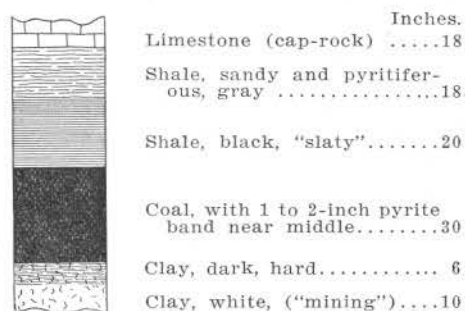 Inches.
Limestone (cap-rock) .....18
Shale, sandy and pyritifer-
ous, gray .................18
Shale, black, “slaty”.......20
Coal, with 1 to 2-inch pyrite
band near middle........30
Clay, dark, hard............ 6
Clay, white, (“mining”)....10